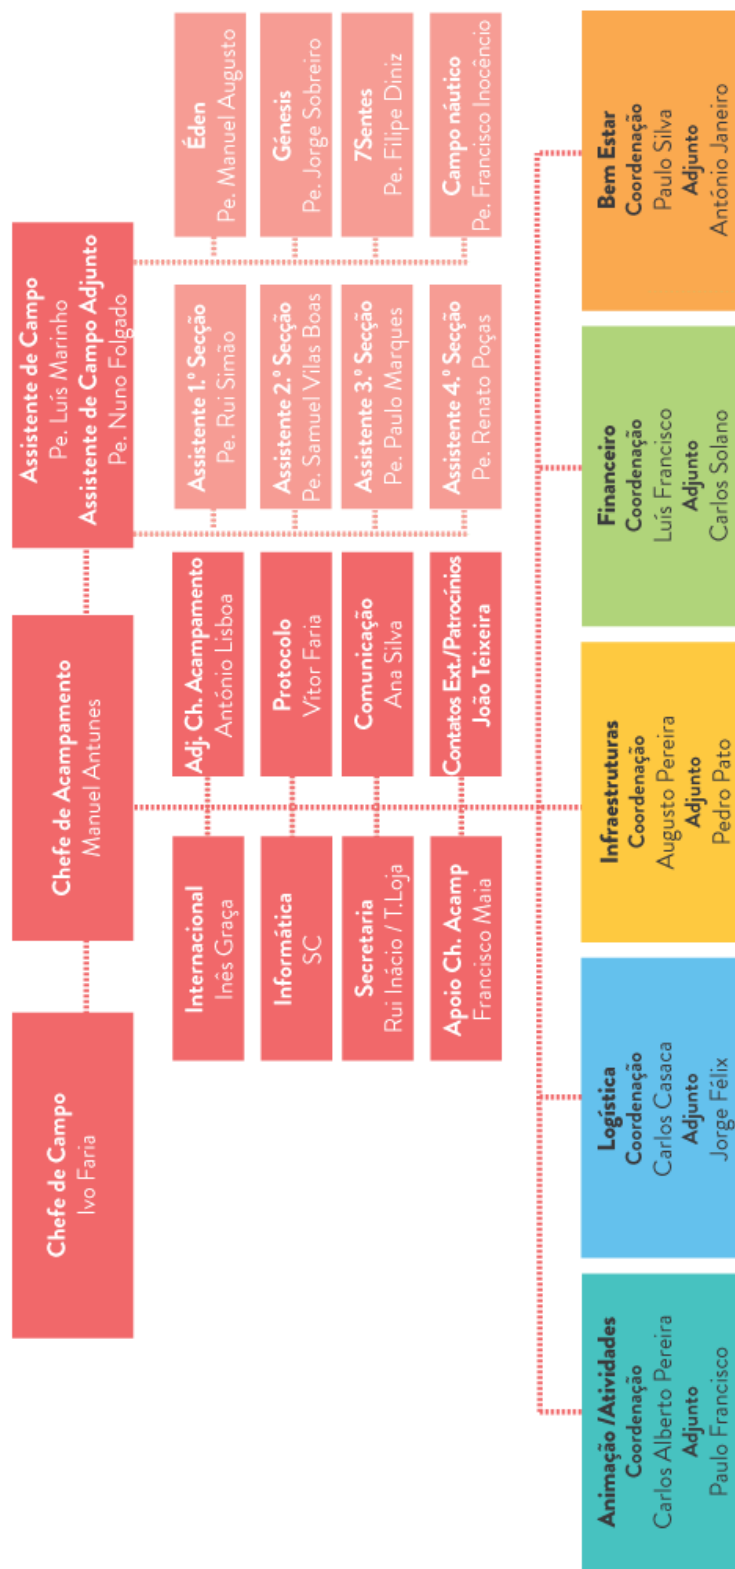 Chefe de Campo
Ivo Faria
Chefe de Acampamento
Manuel Antunes
Assistente de Campo
Pe. Luís Marinho
Assistente de Campo Adjunto
Pe. Nuno Folgado
Internacional
Inês Graça
Adj. Ch. Acampamento
António Lisboa
Assistente 1.º Secção
Pe. Rui Simão
Éden
Pe. Manuel Augusto
Informática
SC
Protocolo
Vítor Faria
Assistente 2.º Secção
Pe. Samuel Vilas Boas
Génesis
Pe. Jorge Sobreiro
Secretaria
Rui Inácio / T.Loja
Comunicação
Ana Silva
Assistente 3.º Secção
Pe. Paulo Marques
7Sentes
Pe. Filipe Diniz
Apoio Ch. Acamp
Francisco Maia
Contatos Ext./Patrocínios
João Teixeira
Assistente 4.º Secção
Pe. Renato Poças
Campo náutico
Pe. Francisco Inocêncio
Animação /Atividades
Coordenação
Carlos Alberto Pereira
Adjunto
Paulo Francisco
Logística
Coordenação
Carlos Casaca
Adjunto
Jorge Félix
Infraestruturas
Coordenação
Augusto Pereira
Adjunto
Pedro Pato
Financeiro
Coordenação
Luís Francisco
Adjunto
Carlos Solano
Bem Estar
Coordenação
Paulo Silva
Adjunto
António Janeiro